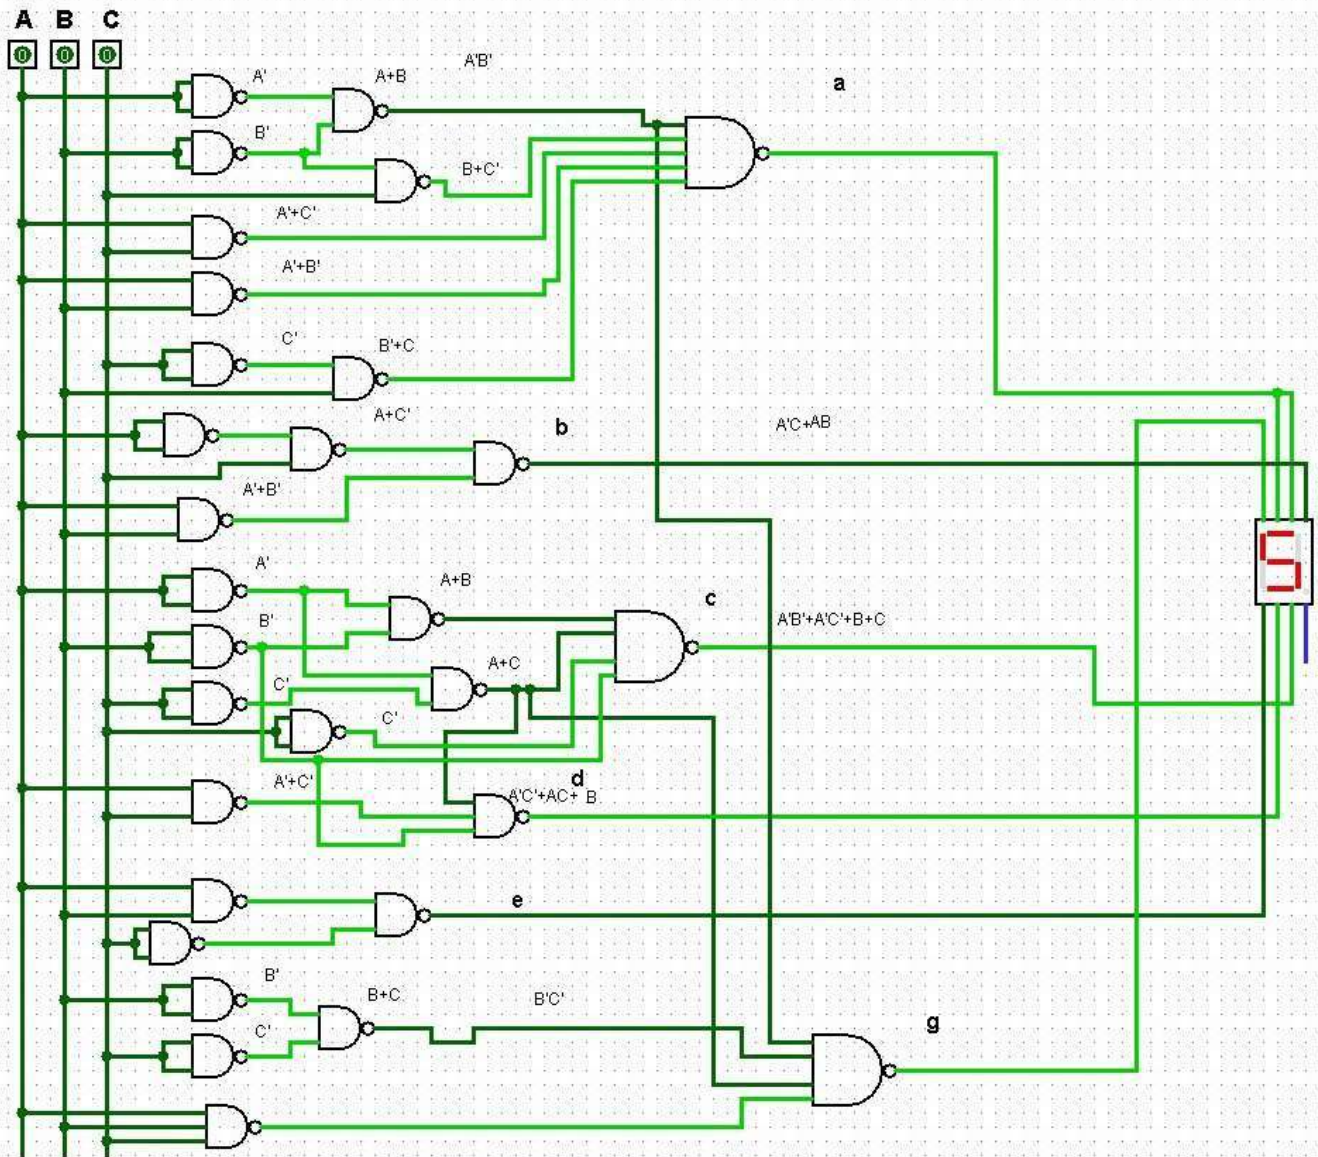 A B C
0 0 0
A'B'
A' A+B
a
B'
B+C'
A'+C'
A'+B'
C' B'+C
A+C'
b A'C+AB
A'+B'
A'
A+B
c
B' A'B'+A'C'+B+C
A+C
C'
C'
A'+C' d
A'C'+AC+ B
e
B'
B+C B'C'
C' g